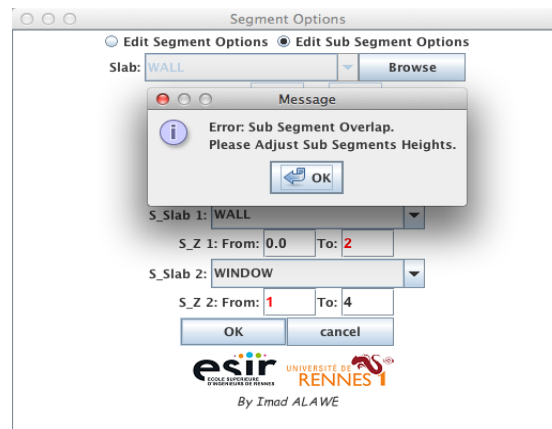 Segment Options
Edit Segment Options Edit Sub Segment Options
Slab: WALL Browse
Message
Error: Sub Segment Overlap.
Please Adjust Sub Segments Heights.
OK
S_Slab 1: WALL
S_Z 1: From: 0.0 To: 2
S_Slab 2: WINDOW
S_Z 2: From: 1 To: 4
OK cancel
esir UNIVERSITÉ DE
RENNES 1
ECOLE SUPERIEURE
D'INGENIEURS DE RENNES
By Imad ALAWE